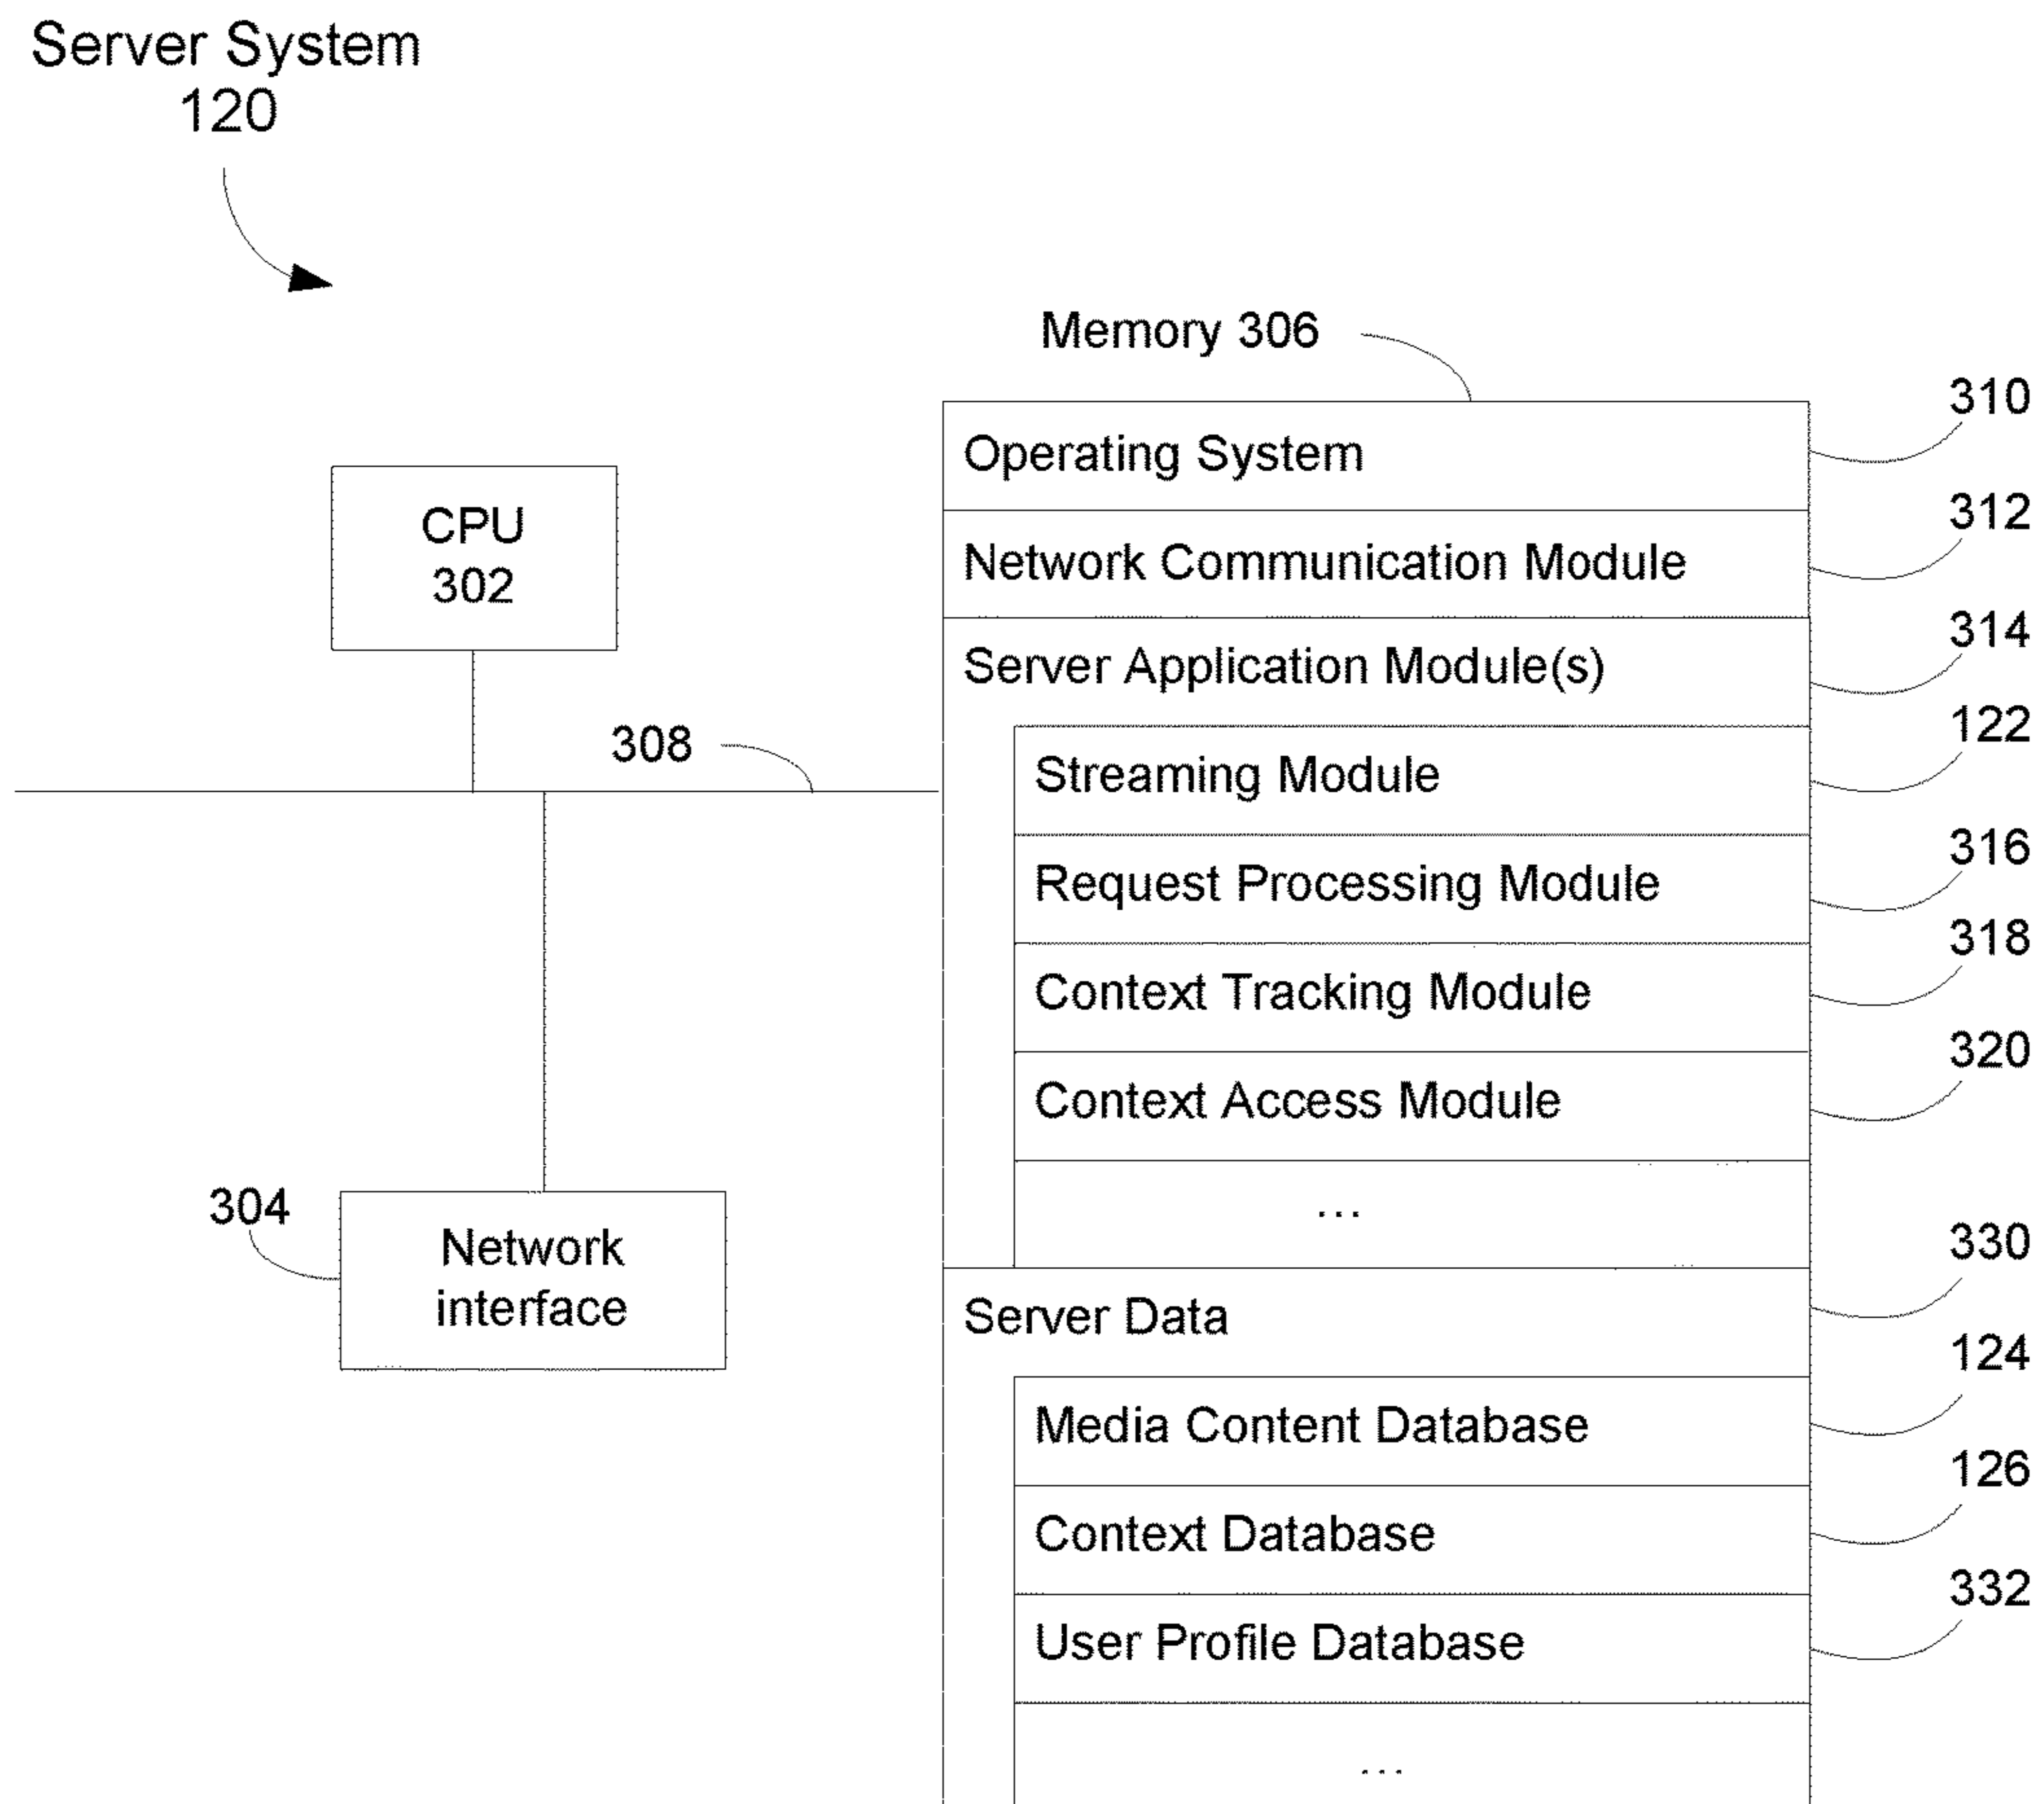 Server System
120
Memory 306
310
Operating System
312
Network Communication Module
CPU
302
314
Server Application Module(s)
308
122
Streaming Module
316
Request Processing Module
318
Context Tracking Module
320
Context Access Module
...
304
Network
interface
330
Server Data
124
Media Content Database
126
Context Database
332
User Profile Database
...